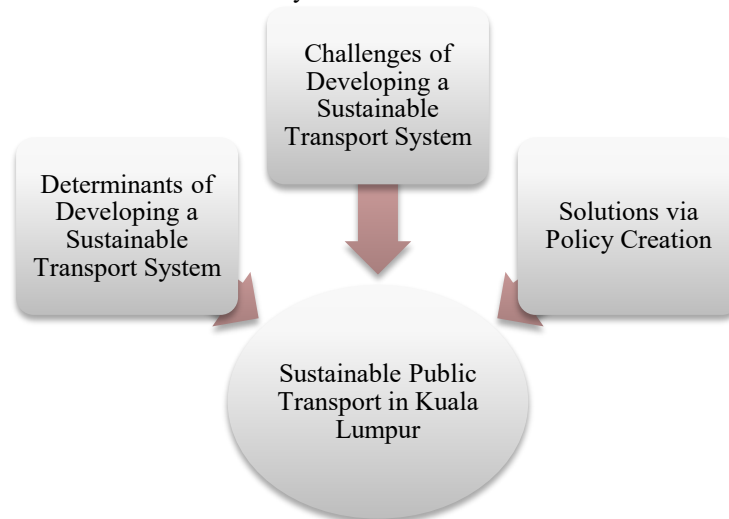 Challenges of
Developing a
Sustainable
Transport System
Determinants of
Developing a
Sustainable
Transport System
Solutions via
Policy Creation
Sustainable Public
Transport in Kuala
Lumpur